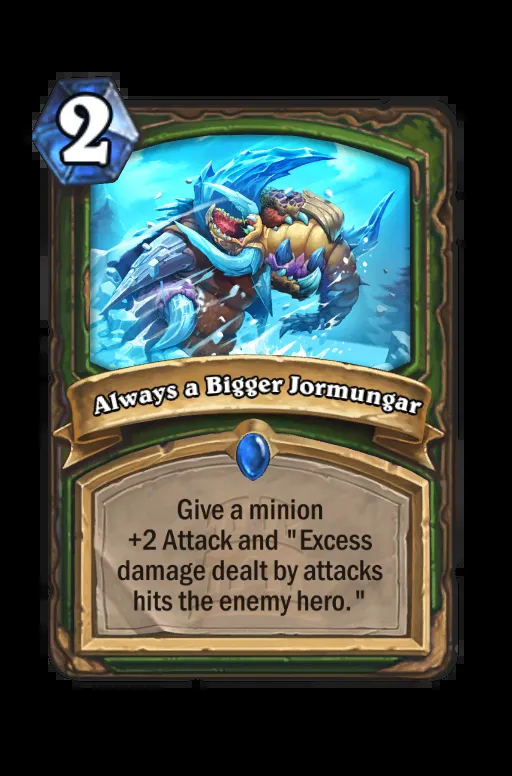 2
Always a Bigger Jormungar
Give a minion
+2 Attack and "Excess
damage dealt by attacks
hits the enemy hero."